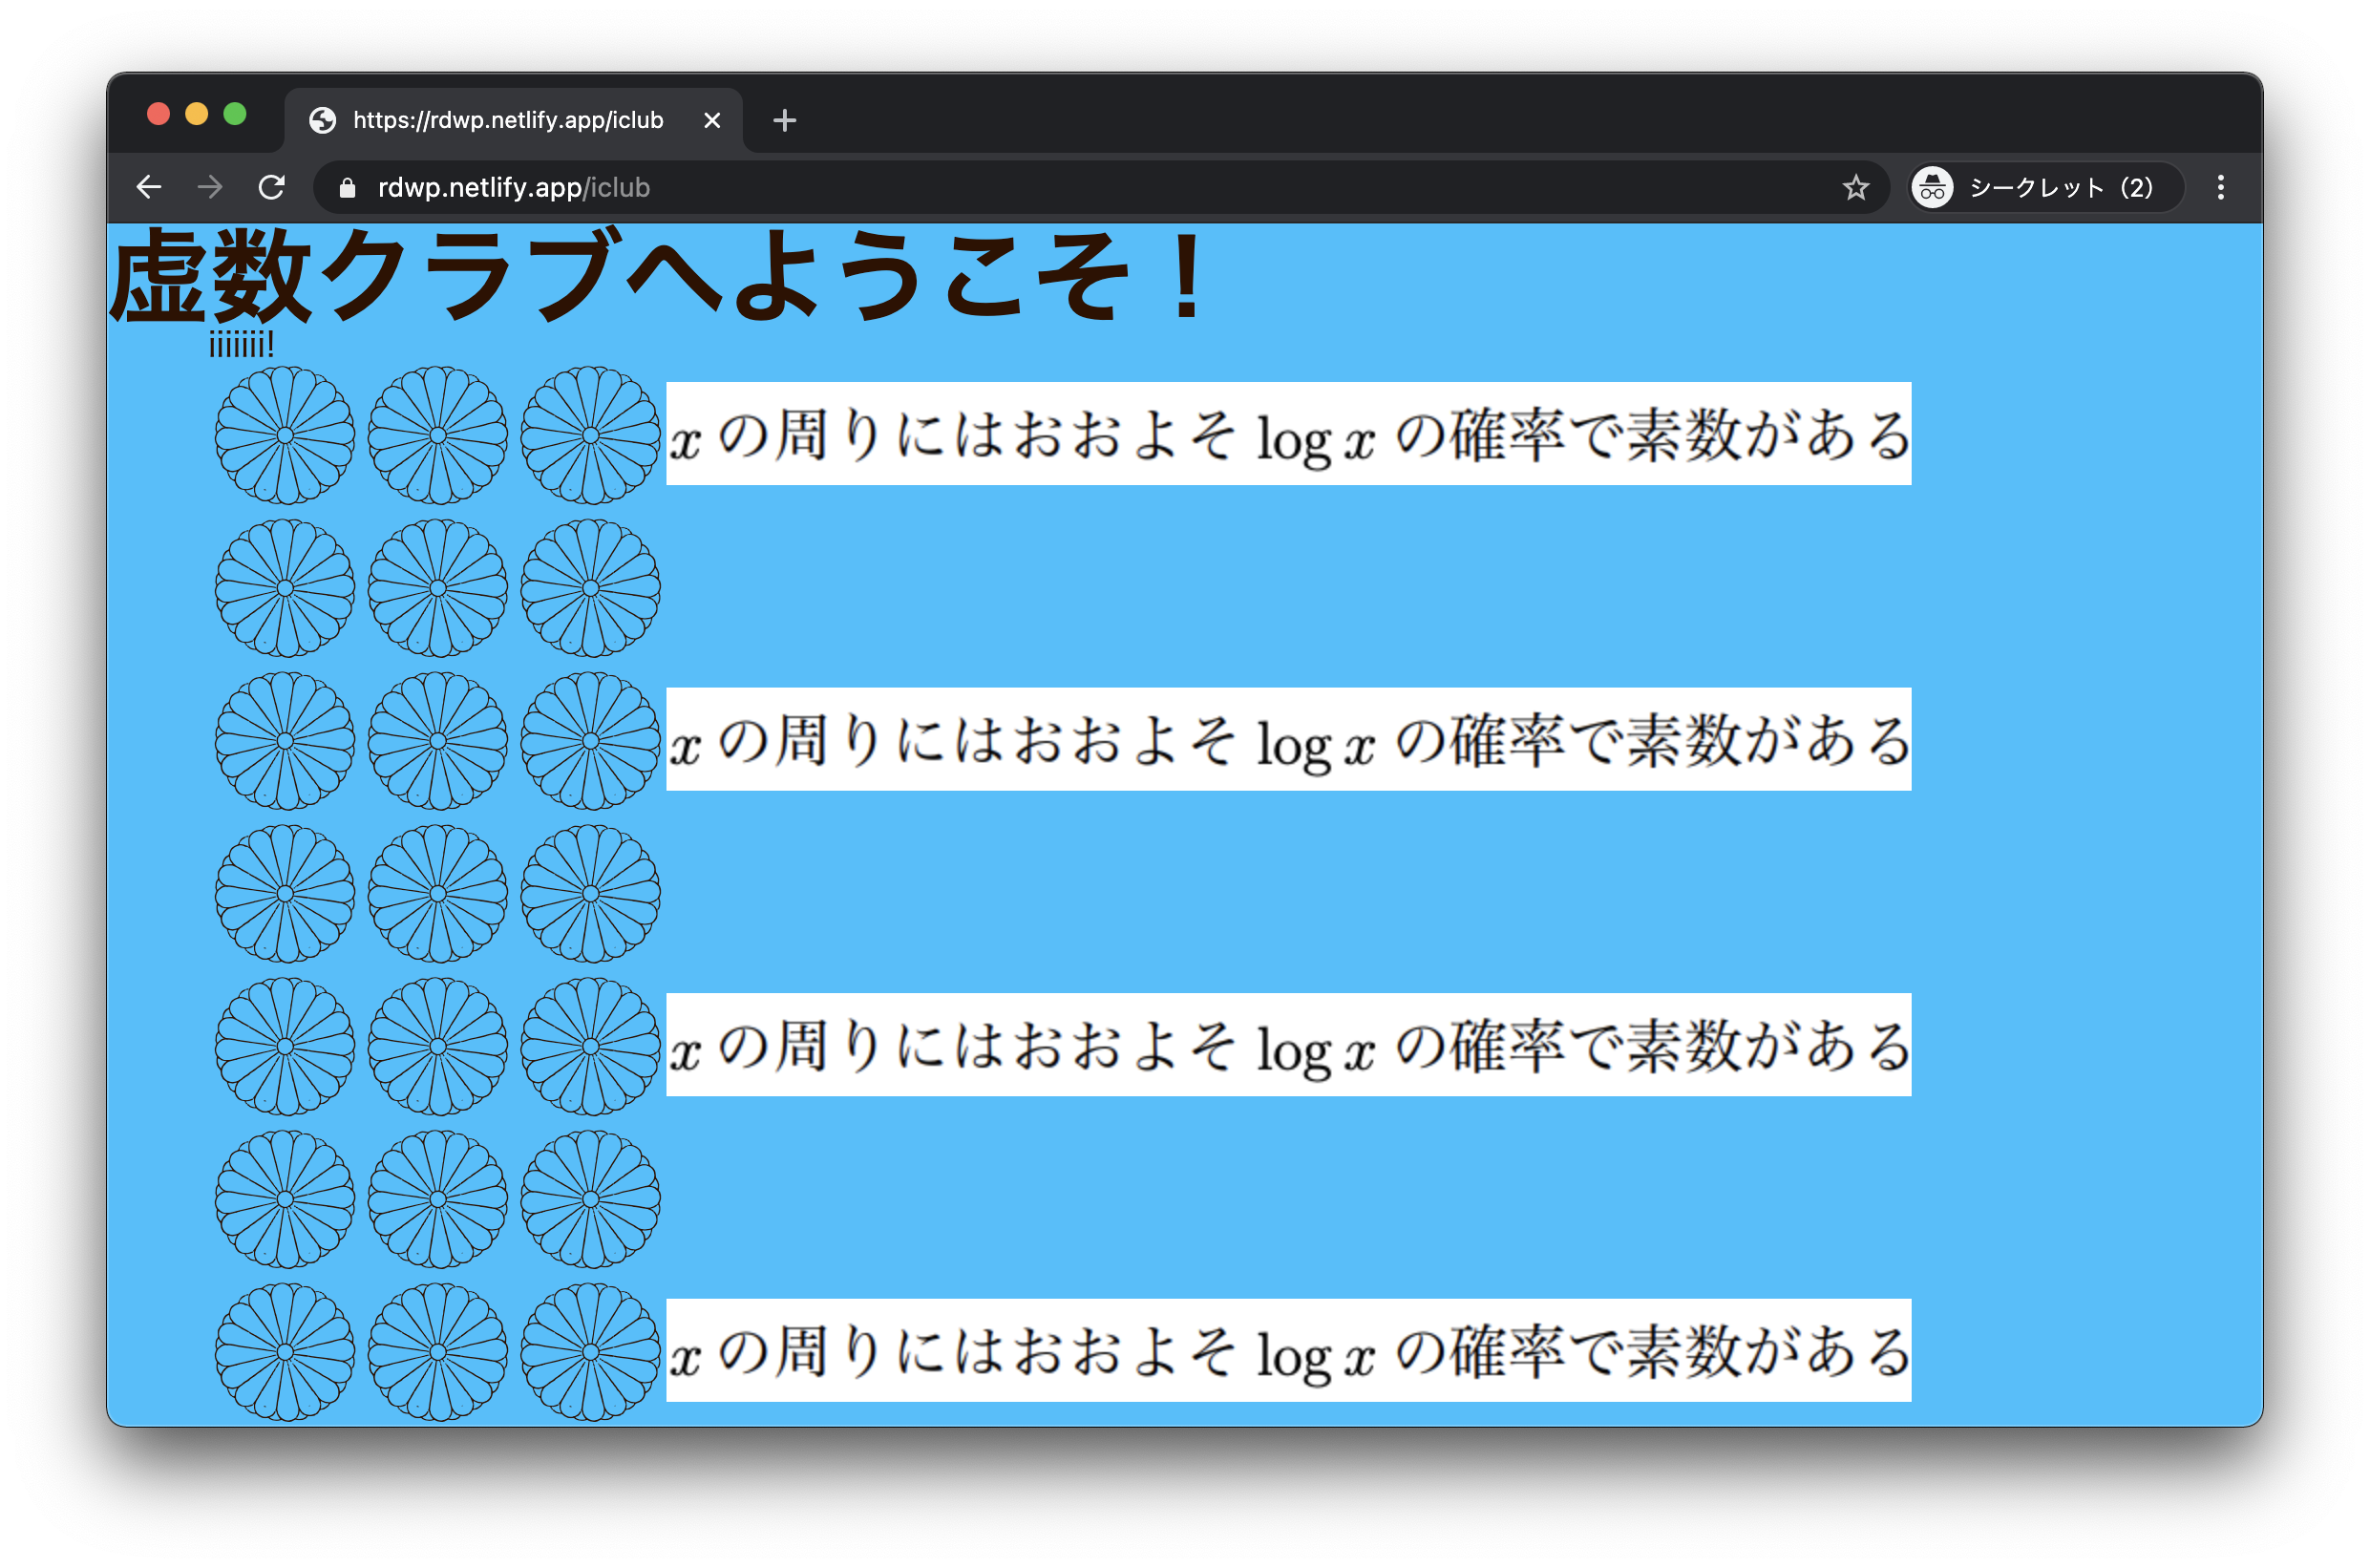 https://rdwp.netlify.app/iclub
rdwp.netlify.app/iclub
シークレット（2）
虚数クラブへようこそ！
iiiiiii!
x の周りにはおおよそ log x の確率で素数がある
x の周りにはおおよそ log x の確率で素数がある
x の周りにはおおよそ log x の確率で素数がある
x の周りにはおおよそ log x の確率で素数がある